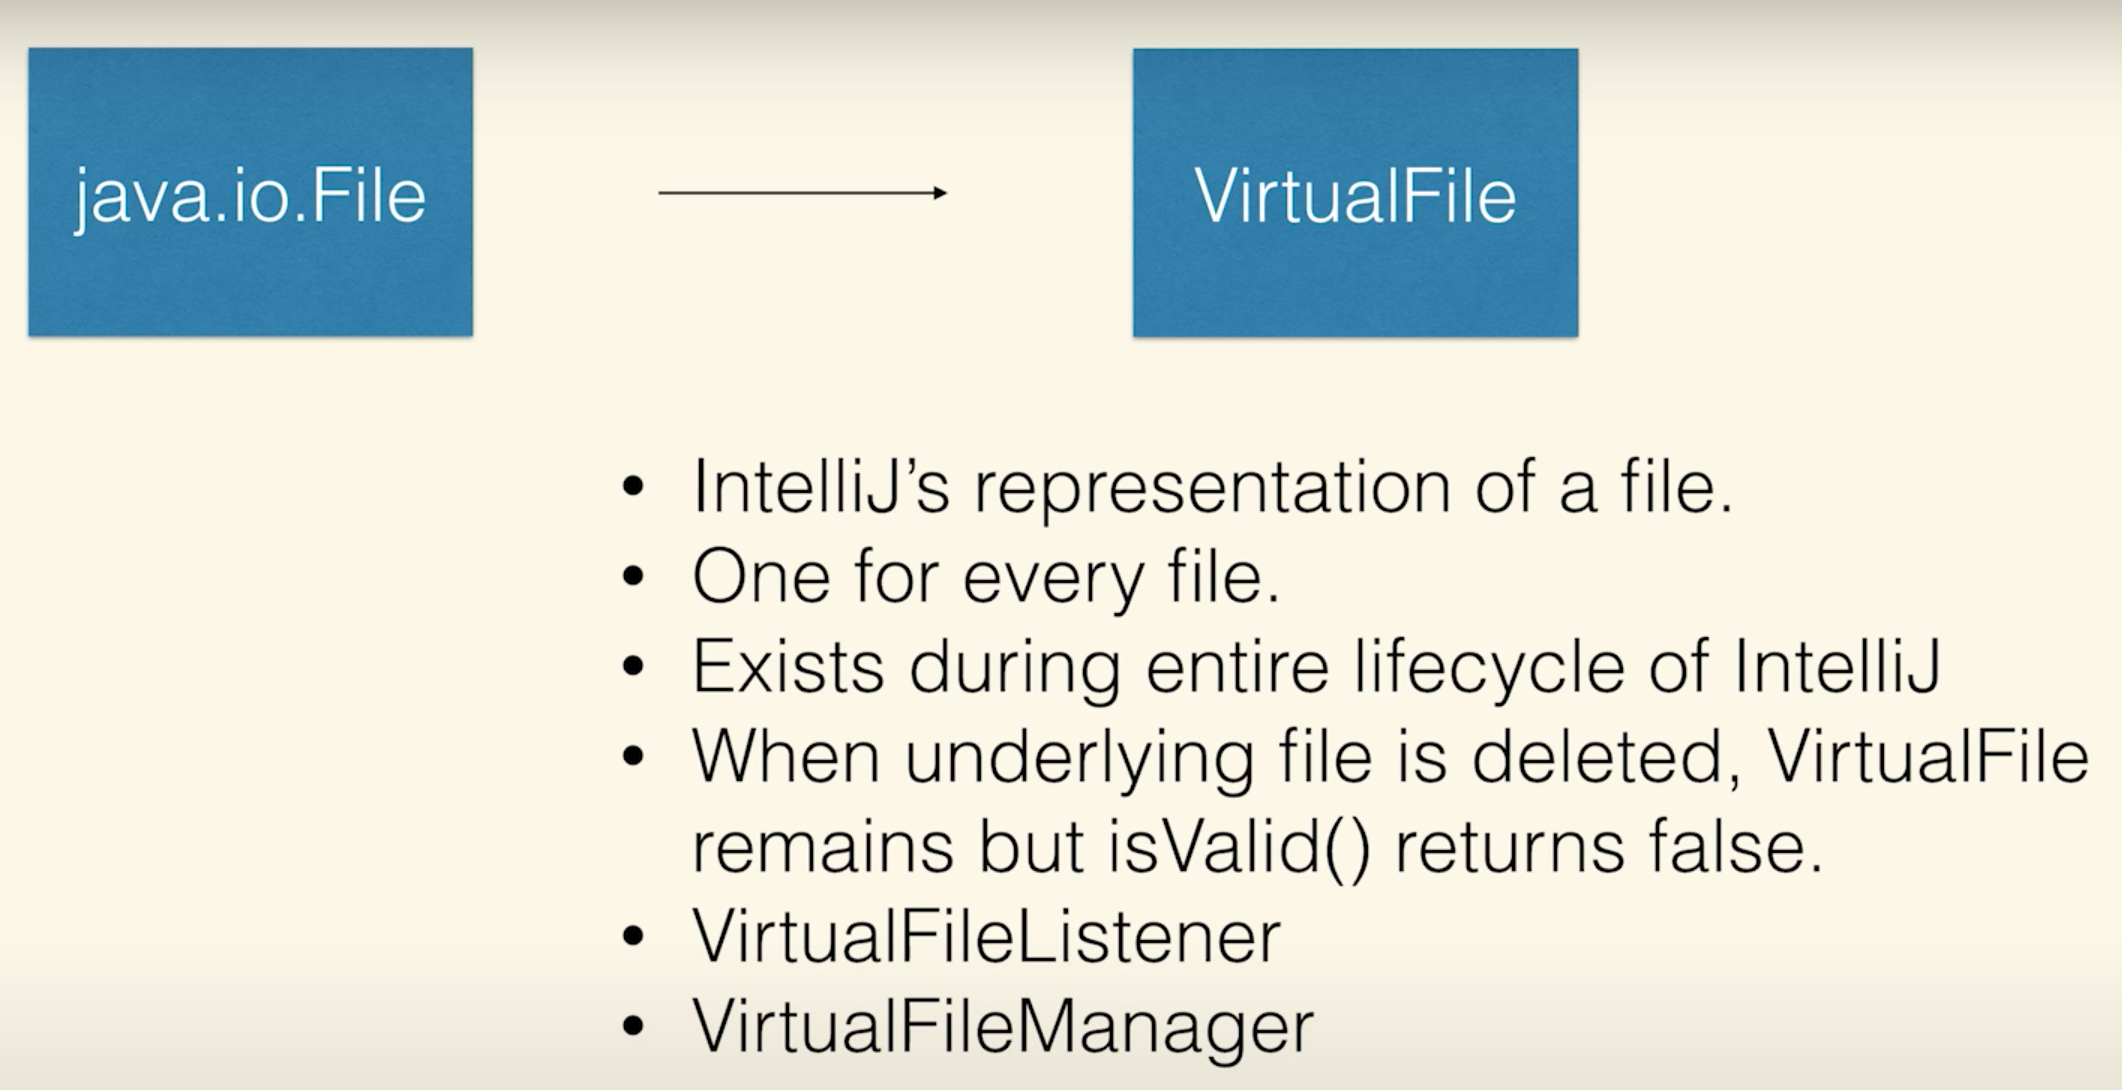 java.io.File
VirtualFile
• IntelliJ’s representation of a file.
• One for every file.
• Exists during entire lifecycle of IntelliJ
• When underlying file is deleted, VirtualFile
remains but isValid() returns false.
• VirtualFileListener
• VirtualFileManager